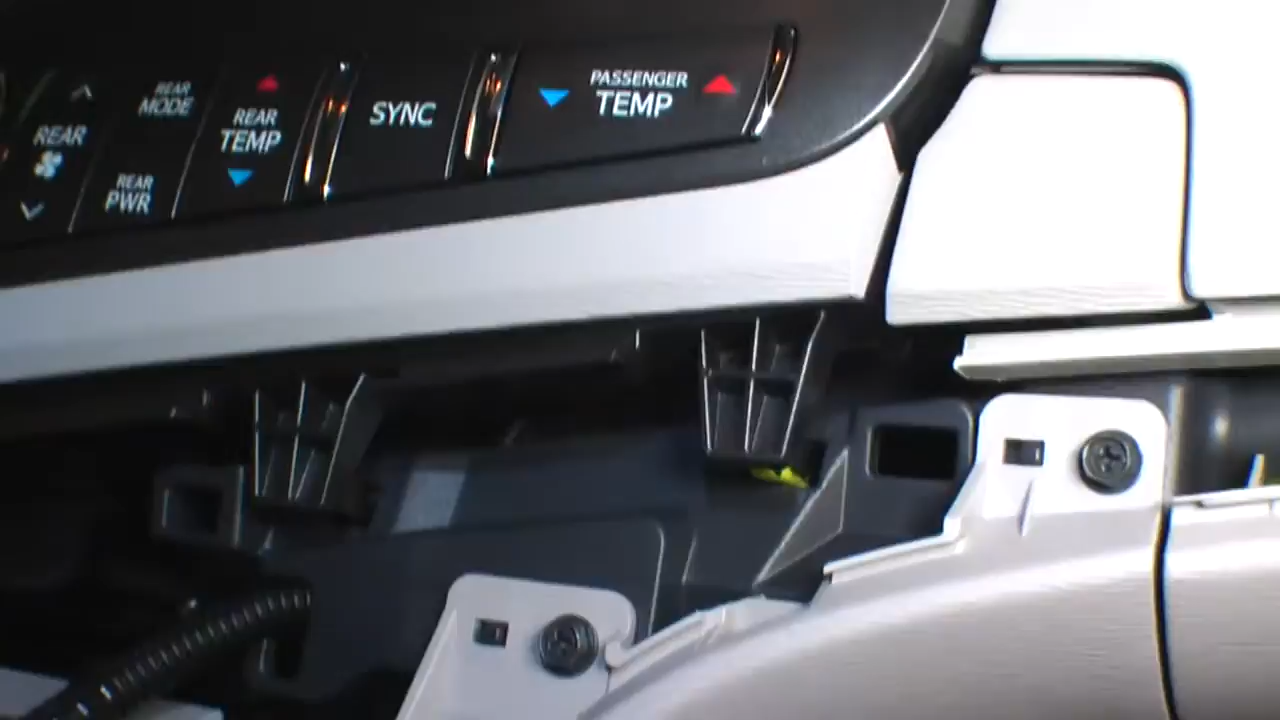 REAR
REAR
MODE
REAR
PWR
REAR
TEMP
SYNC
PASSENGER
TEMP